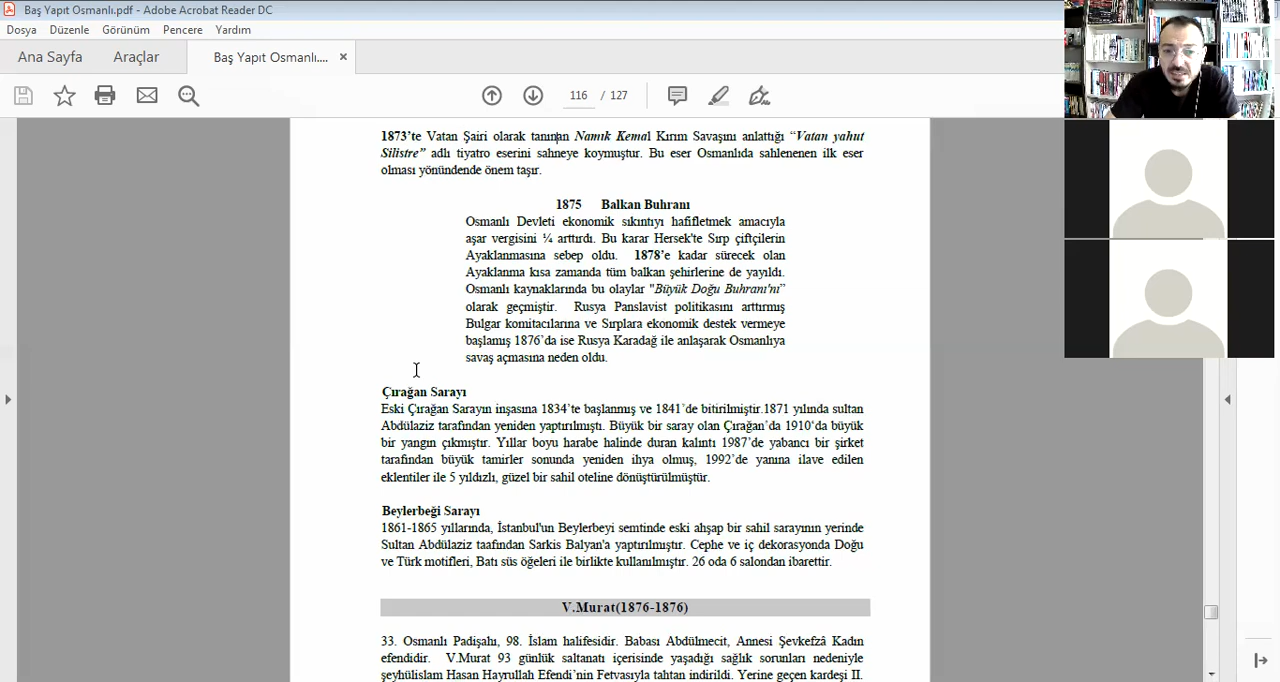 Baş Yapıt Osmanlı.pdf - Adobe Acrobat Reader DC
Dosya Düzenle Görünüm Pencere Yardım
Ana Sayfa Araçlar Baş Yapıt Osmanlı.... ×
116 / 127
1873’te Vatan Şairi olarak tanınan Namık Kemal Kırım Savaşını anlattığı “Vatan yahut
Silistre” adlı tiyatro eserini sahneye koymuştur. Bu eser Osmanlıda sahlenenen ilk eser
olması yönündende önem taşır.
1875 Balkan Buhranı
Osmanlı Devleti ekonomik sıkıntıyı hafifletmek amacıyla
aşar vergisini ¼ arttırdı. Bu karar Hersek'te Sırp çiftçilerin
Ayaklanmasına sebep oldu. 1878’e kadar sürecek olan
Ayaklanma kısa zamanda tüm balkan şehirlerine de yayıldı.
Osmanlı kaynaklarında bu olaylar "Büyük Doğu Buhranı'nı”
olarak geçmiştir. Rusya Panslavist politikasını arttırmış
Bulgar komitacılarına ve Sırplara ekonomik destek vermeye
başlamış 1876’da ise Rusya Karadağ ile anlaşarak Osmanlıya
savaş açmasına neden oldu.
Çırağan Sarayı
Eski Çırağan Sarayın inşasına 1834’te başlanmış ve 1841’de bitirilmiştir.1871 yılında sultan
Abdülaziz tarafından yeniden yaptırılmıştı. Büyük bir saray olan Çırağan’da 1910‘da büyük
bir yangın çıkmıştır. Yıllar boyu harabe halinde duran kalıntı 1987’de yabancı bir şirket
tarafından büyük tamirler sonunda yeniden ihya olmuş, 1992’de yanına ilave edilen
eklentiler ile 5 yıldızlı, güzel bir sahil oteline dönüştürülmüştür.
Beylerbeği Sarayı
1861-1865 yıllarında, İstanbul'un Beylerbeyi semtinde eski ahşap bir sahil sarayının yerinde
Sultan Abdülaziz taafından Sarkis Balyan'a yaptırılmıştır. Cephe ve iç dekorasyonda Doğu
ve Türk motifleri, Batı süs öğeleri ile birlikte kullanılmıştır. 26 oda 6 salondan ibarettir.
V.Murat(1876-1876)
33. Osmanlı Padişahı, 98. İslam halifesidir. Babası Abdülmecit, Annesi Şevkefzâ Kadın
efendidir. V.Murat 93 günlük saltanatı içerisinde yaşadığı sağlık sorunları nedeniyle
şeyhülislam Hasan Hayrullah Efendi’nin Fetvasıyla tahtan indirildi. Yerine geçen kardeşi II.